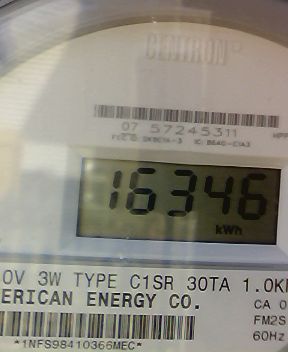 CENTRON®
07 57245311
16346
kWh
0V 3W TYPE C1SR 30TA 1.0K
ERICAN ENERGY CO.
CA 0
FM2S
60Hz
*1NFS98410366MEC*